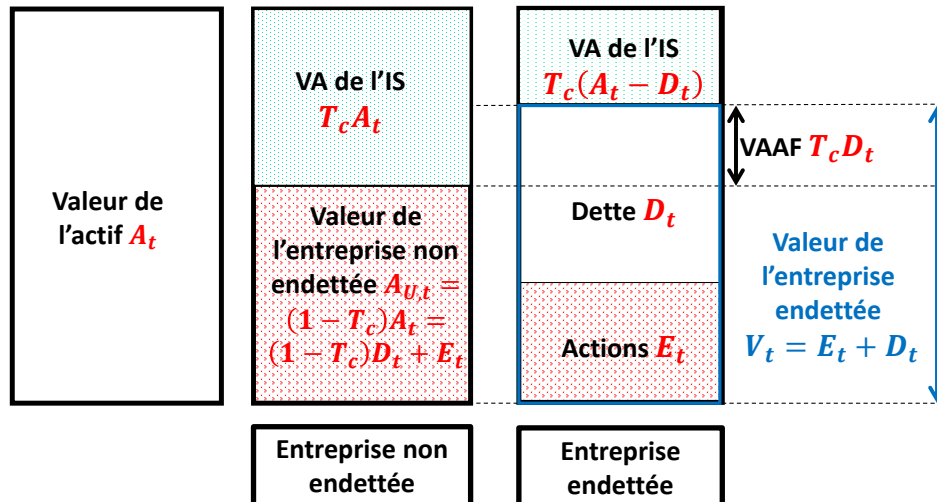 Valeur de
l'actif A_t
VA de l'IS
T_c A_t
Valeur de
l'entreprise non
endettée A_{U,t} =
(1 − T_c)A_t =
(1 − T_c)D_t + E_t
Entreprise non
endettée
VA de l'IS
T_c(A_t − D_t)
Dette D_t
Actions E_t
Entreprise
endettée
VAAF T_c D_t
Valeur de
l'entreprise
endettée
V_t = E_t + D_t